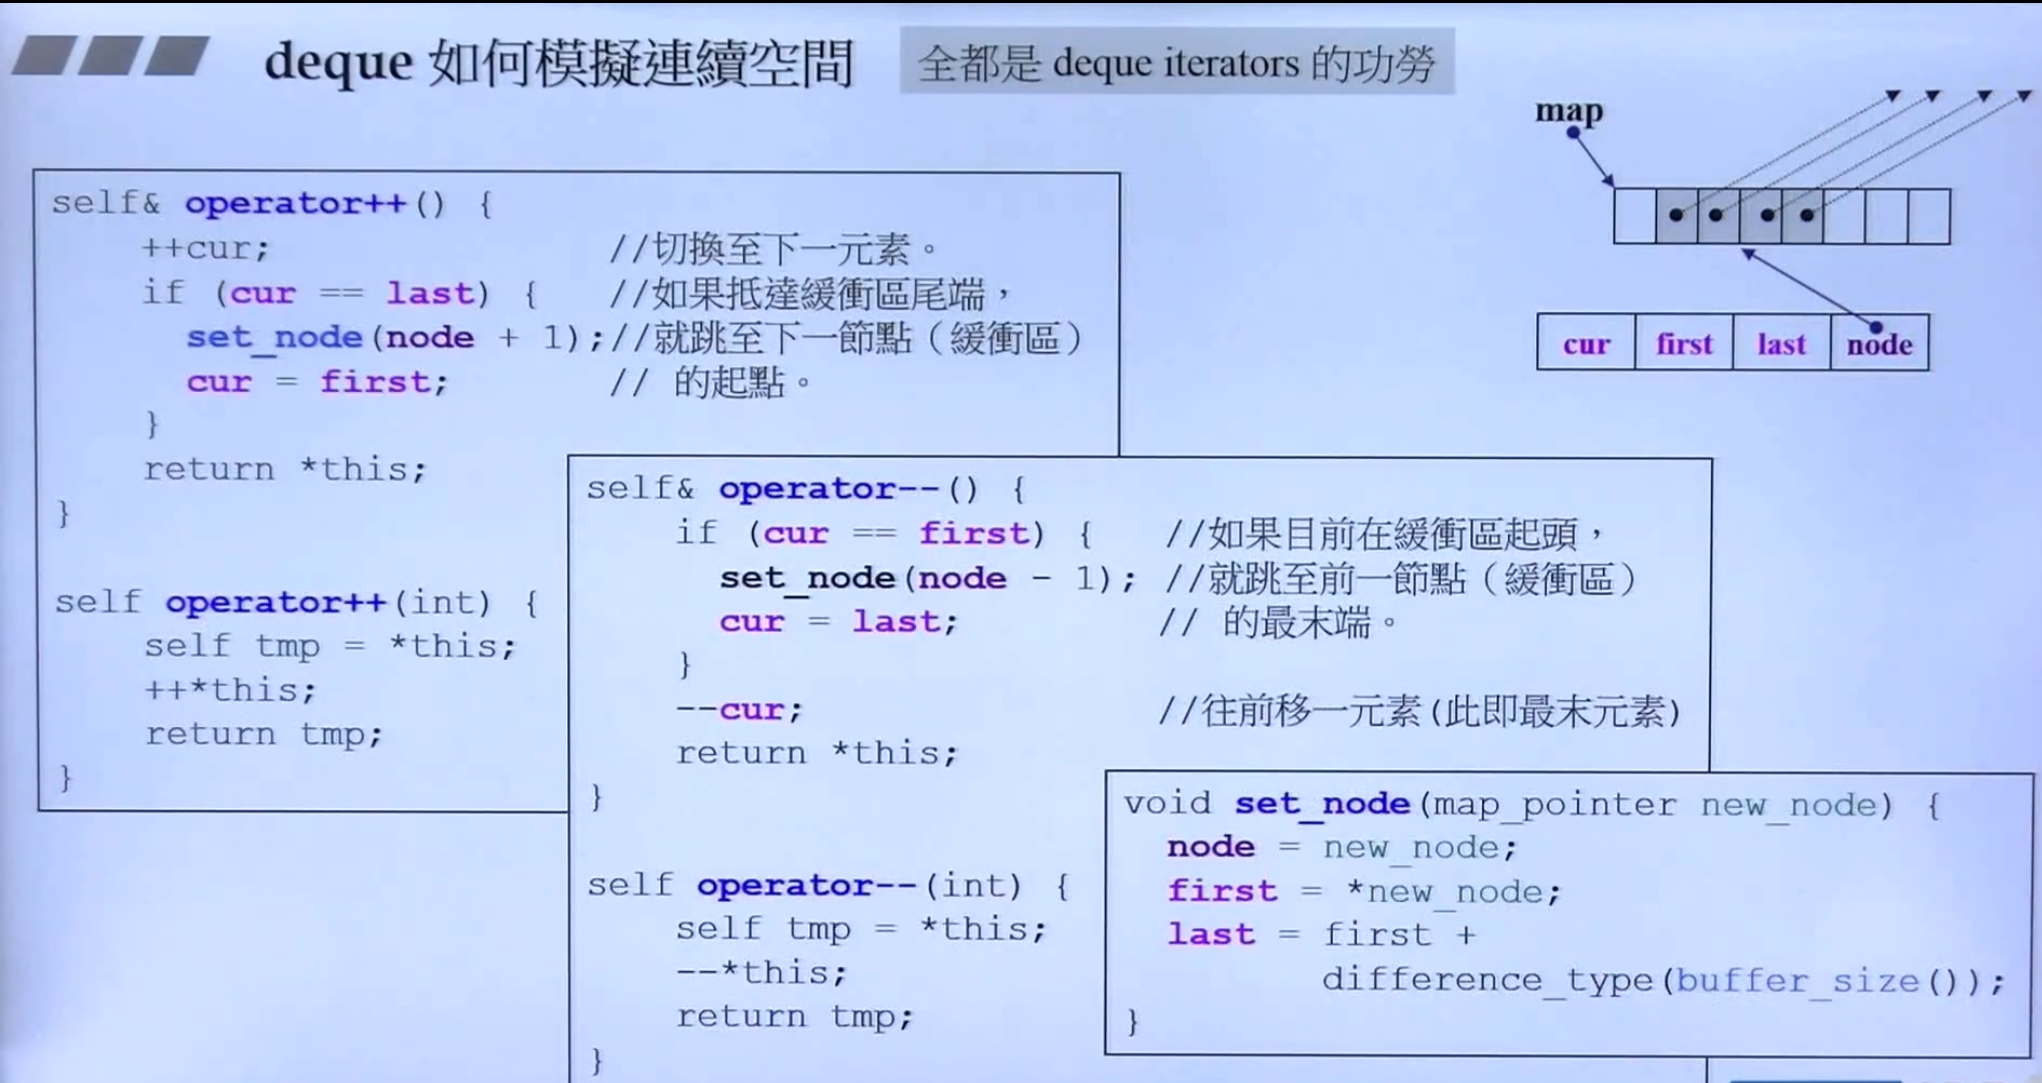 deque 如何模擬連續空間
全都是 deque iterators 的功勞
map
cur first last node
self& operator++() {
++cur; //切換至下一元素。
if (cur == last) { //如果抵達緩衝區尾端，
set_node(node + 1);//就跳至下一節點（緩衝區）
cur = first; // 的起點。
}
return *this;
}
self operator++(int) {
self tmp = *this;
++*this;
return tmp;
}
self& operator--() {
if (cur == first) { //如果目前在緩衝區起頭，
set_node(node - 1); //就跳至前一節點（緩衝區）
cur = last; // 的最末端。
}
--cur; //往前移一元素(此即最末元素)
return *this;
}
self operator--(int) {
self tmp = *this;
--*this;
return tmp;
}
void set_node(map_pointer new_node) {
node = new_node;
first = *new_node;
last = first +
difference_type(buffer_size());
}